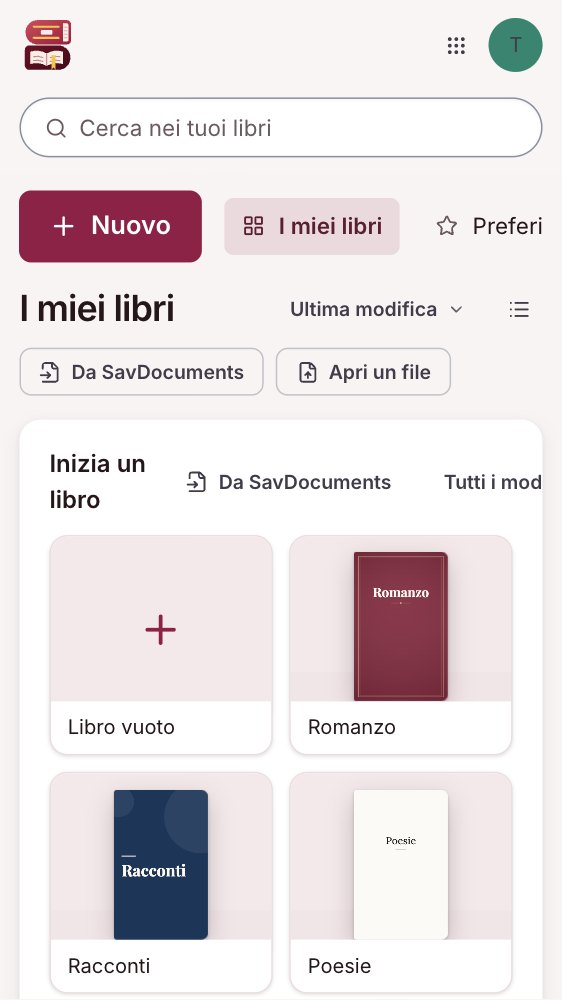 T
Cerca nei tuoi libri
Nuovo
I miei libri
Preferi
I miei libri
Ultima modifica
Da SavDocuments
Apri un file
Inizia un
libro
Da SavDocuments
Tutti i mod
Romanzo
Libro vuoto
Romanzo
Racconti
Poesie
Racconti
Poesie